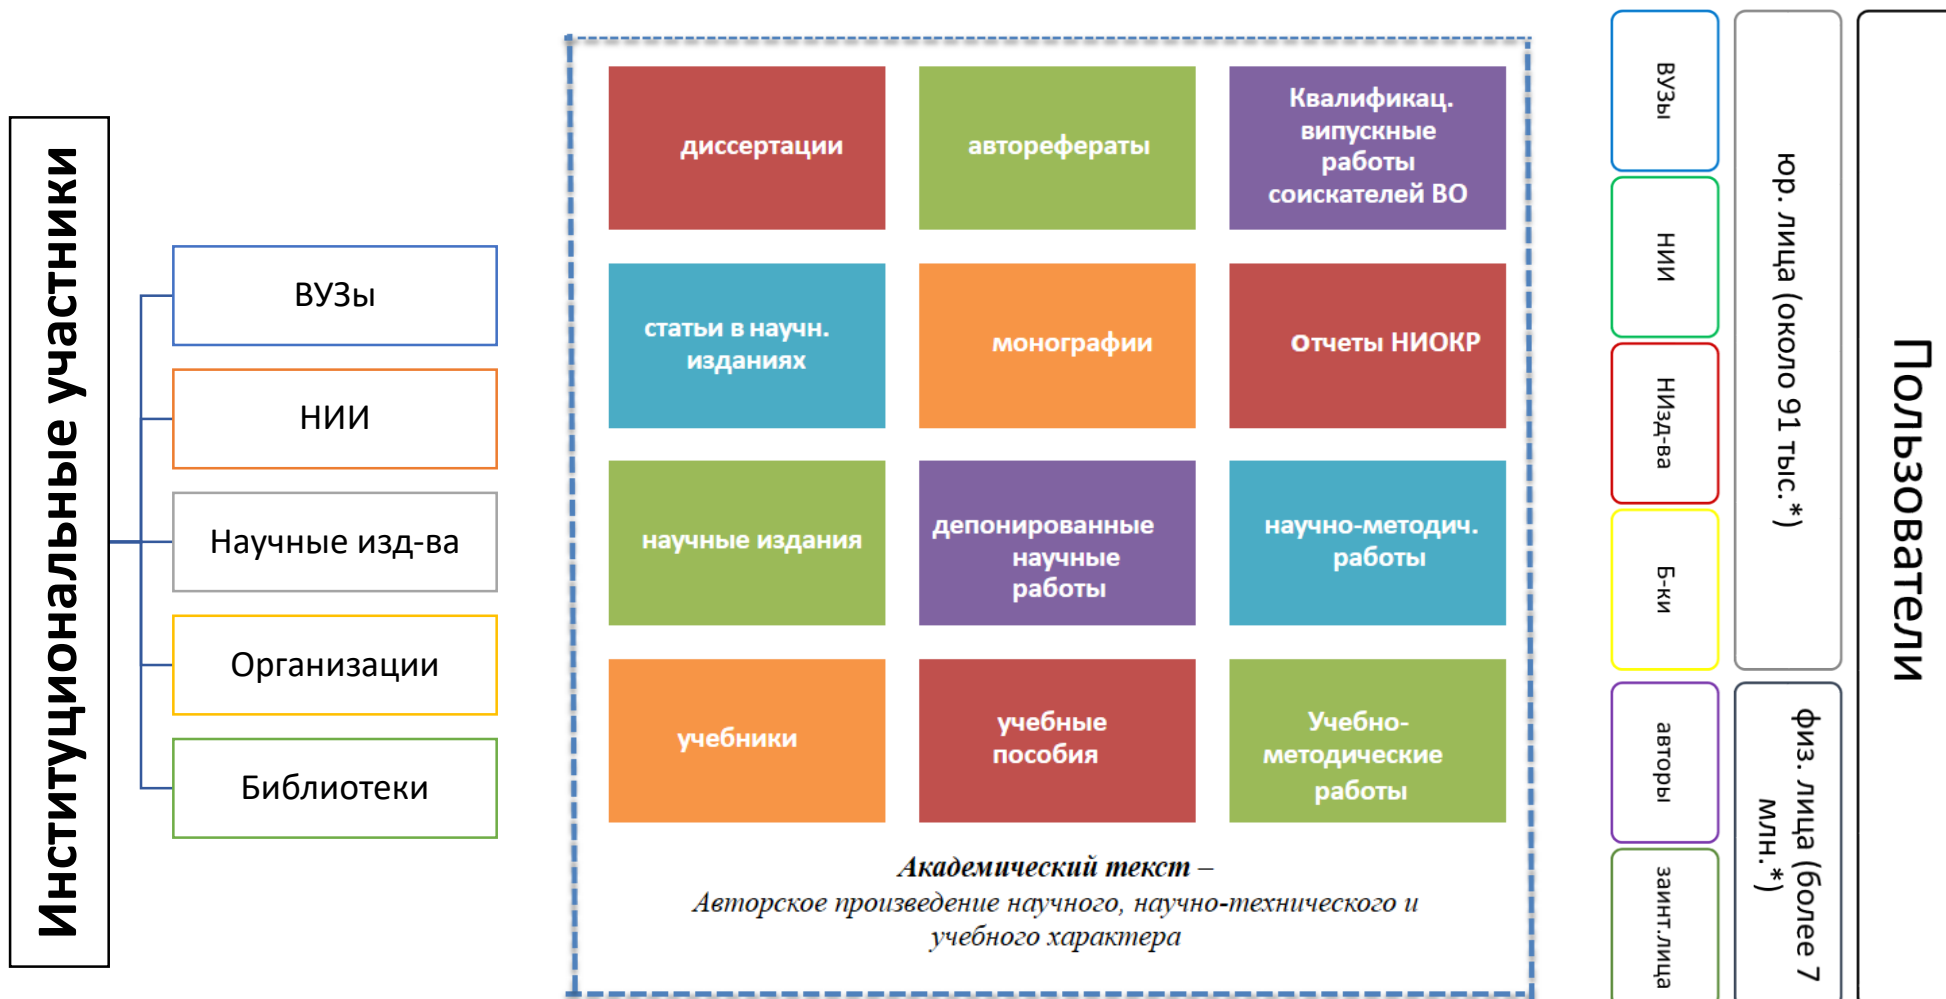 Институциональные участники
ВУЗы
НИИ
Научные изд-ва
Организации
Библиотеки
диссертации
авторефераты
Квалификац.
випускные
работы
соискателей ВО
статьи в научн.
изданиях
монографии
Отчеты НИОКР
научные издания
депонированные
научные
работы
научно-методич.
работы
учебники
учебные
пособия
Учебно-
методические
работы
Академический текст –
Авторское произведение научного, научно-технического и
учебного характера
ВУЗы
НИИ
НИзд-ва
Б-ки
авторы
заинт.лица
юр. лица (около 91 тыс.*)
физ. лица (более 7
млн.*)
Пользователи